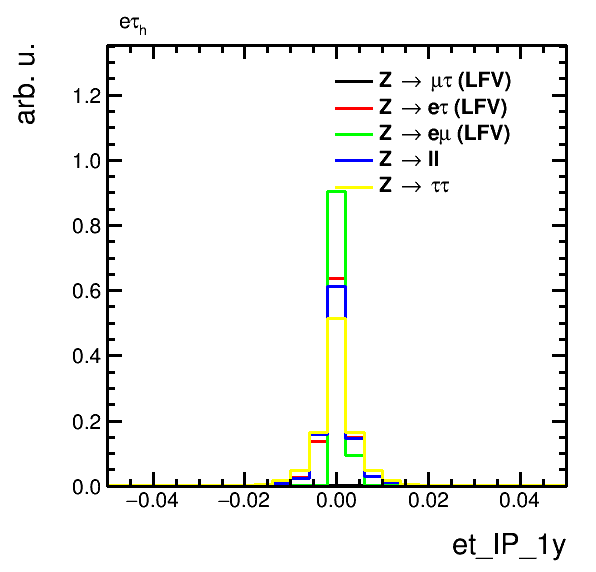 eτh
arb. u.
Z → μτ (LFV)
Z → eτ (LFV)
Z → eμ (LFV)
Z → ll
Z → ττ
1.2
1.0
0.8
0.6
0.4
0.2
0.0
−0.04 −0.02 0.00 0.02 0.04
et_IP_1y